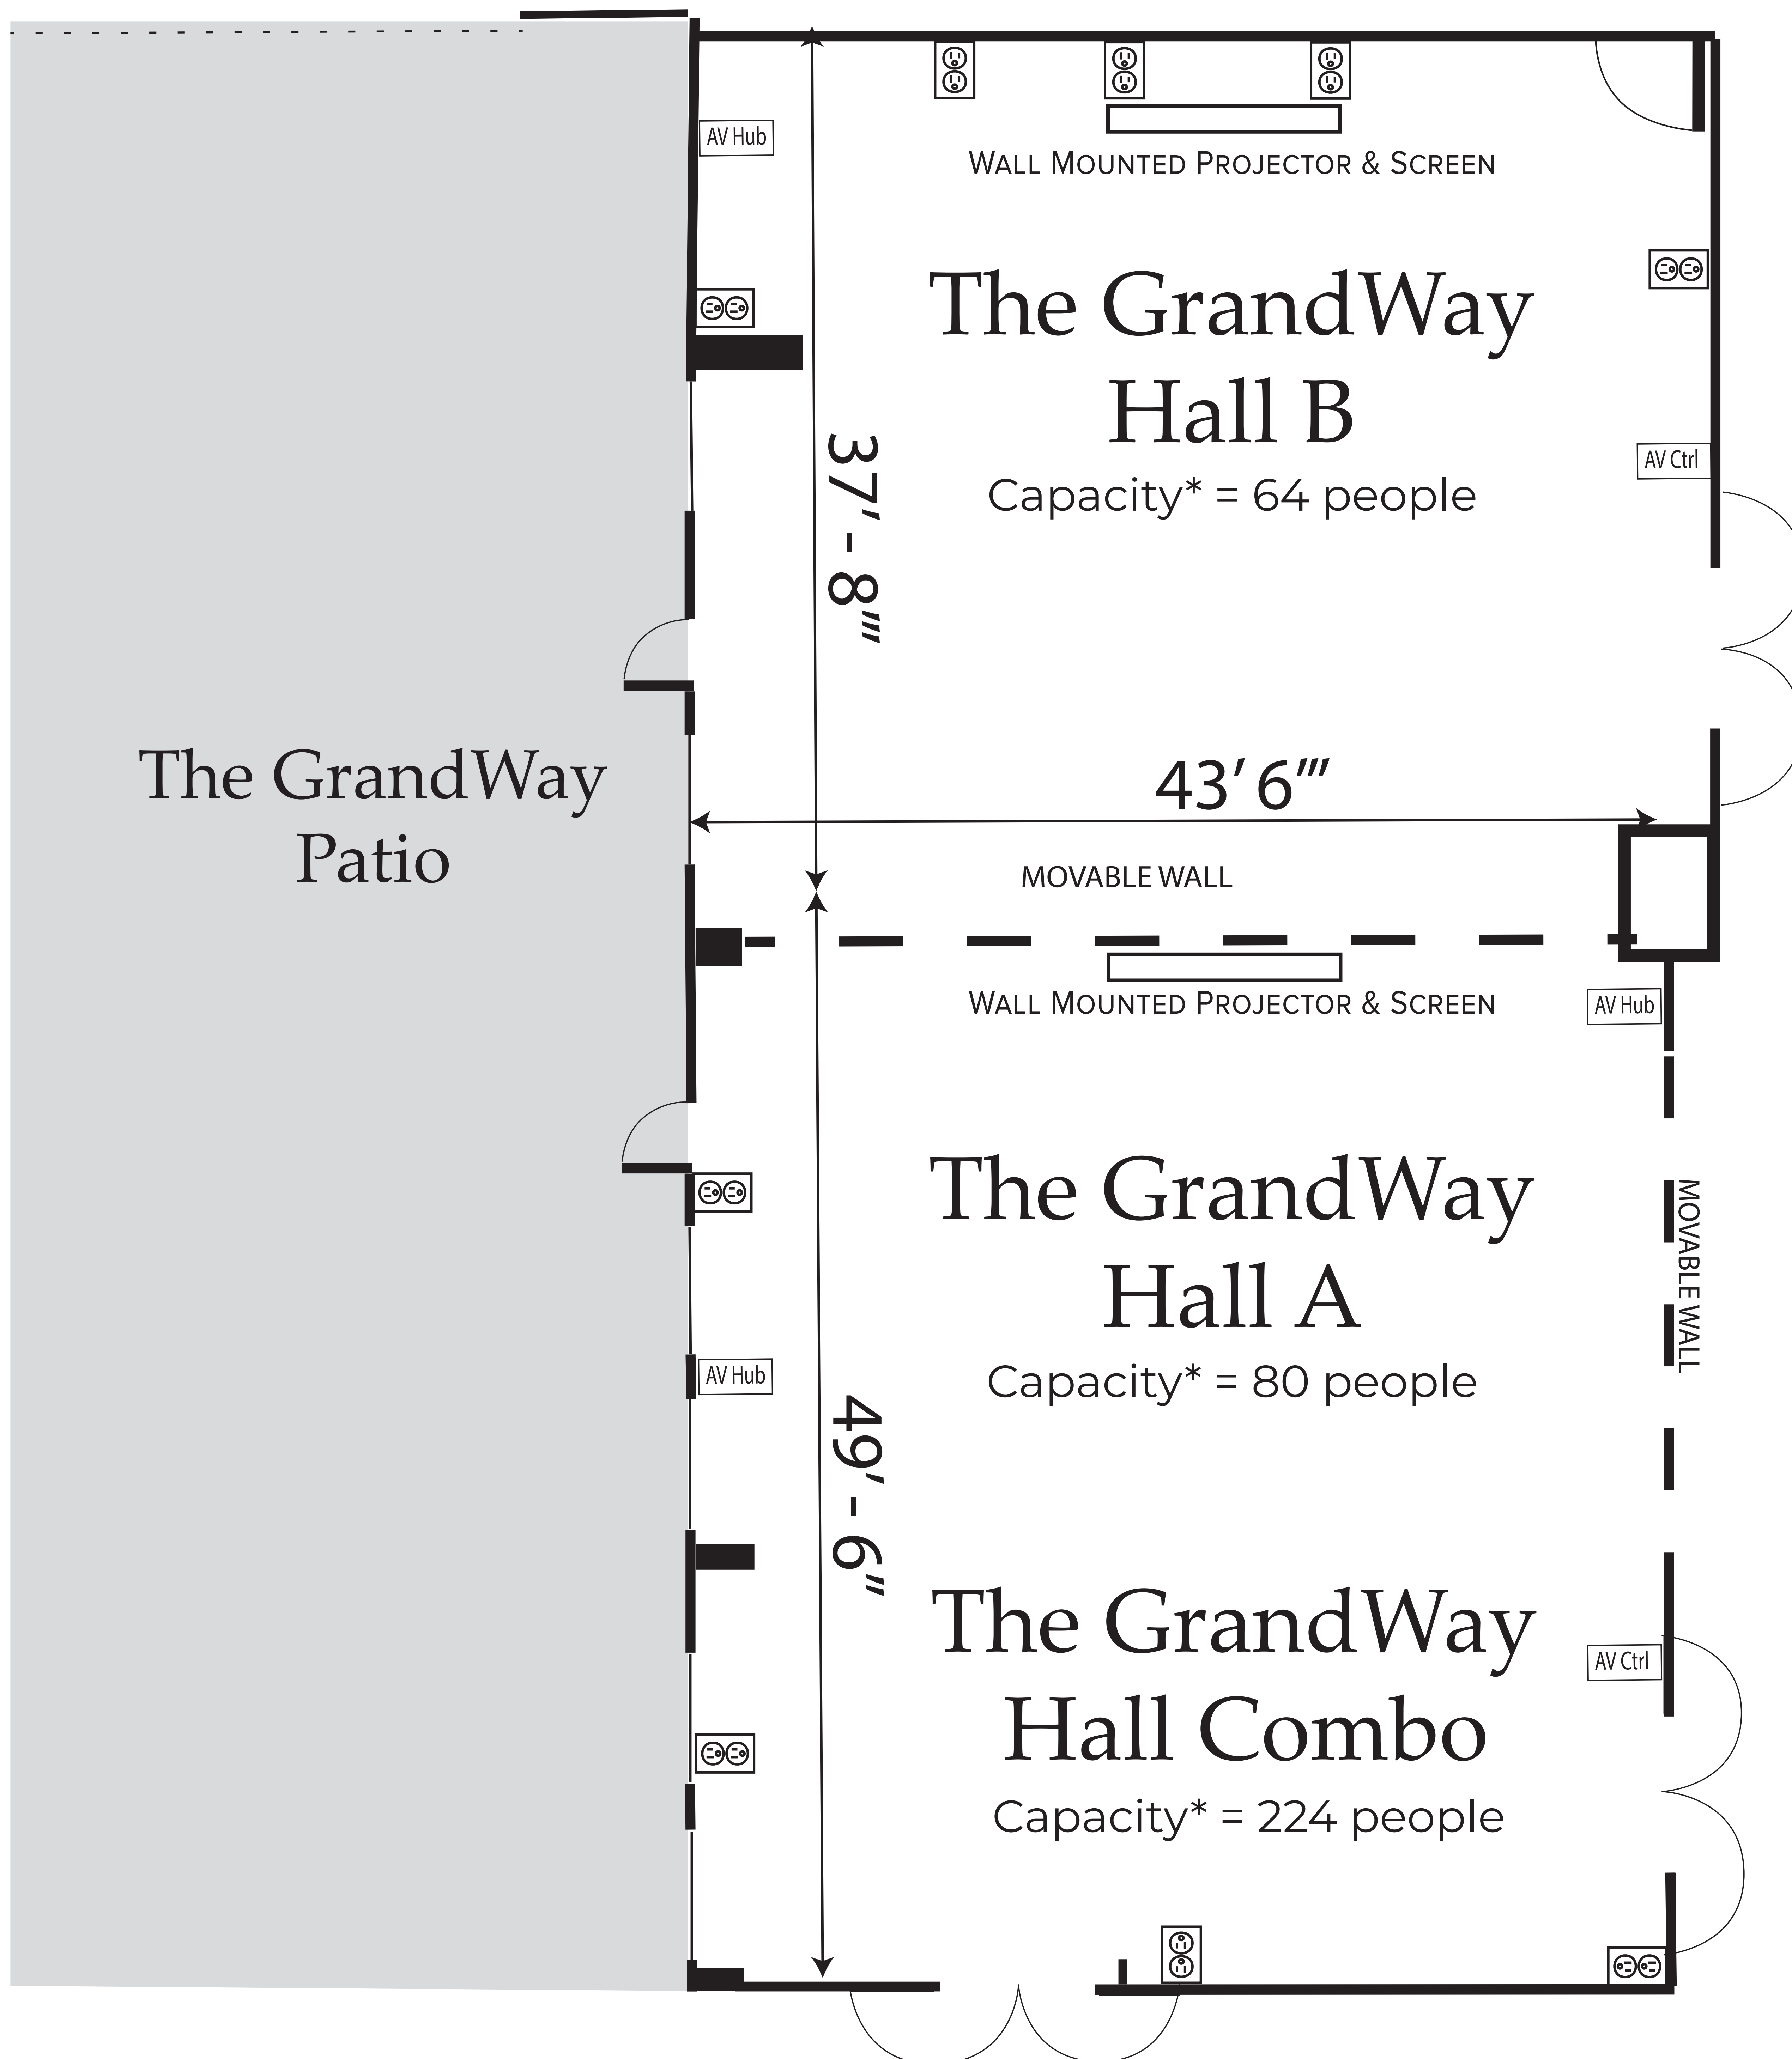 AV Hub
WALL MOUNTED PROJECTOR & SCREEN
The GrandWay
Hall B
Capacity* = 64 people
AV Ctrl
37' - 8'''
The GrandWay
Patio
43' 6'''
MOVABLE WALL
WALL MOUNTED PROJECTOR & SCREEN
AV Hub
The GrandWay
Hall A
Capacity* = 80 people
MOVABLE WALL
AV Hub
49' - 6''
The GrandWay
Hall Combo
AV Ctrl
Capacity* = 224 people